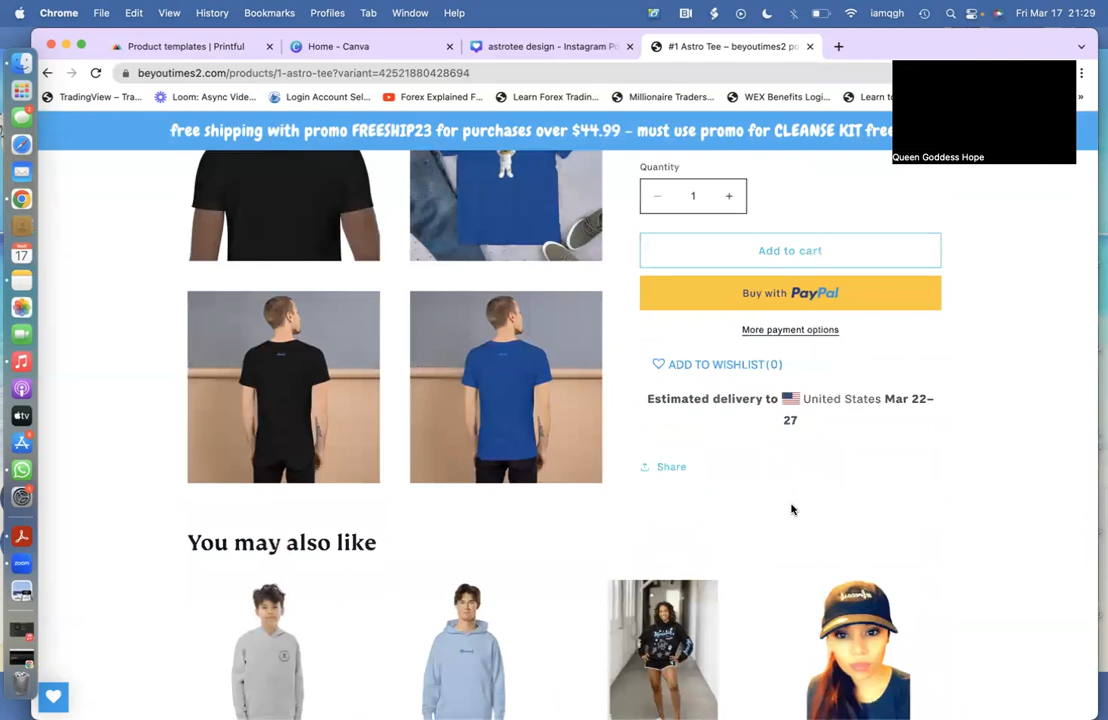 Chrome File Edit View History Bookmarks Profiles Tab Window Help
iamqgh Fri Mar 17 21:29
Product templates | Printful
Home - Canva
astrotee design - Instagram Po
#1 Astro Tee – beyoutimes2 po
beyoutimes2.com/products/1-astro-tee?variant=42521880428694
TradingView – Tra...
Loom: Async Vide...
Login Account Sel...
Forex Explained F...
Learn Forex Tradin...
Millionaire Traders...
WEX Benefits Logi...
Learn to
»
free shipping with promo FREESHIP23 for purchases over $44.99 - must use promo for CLEANSE KIT free
Queen Goddess Hope
17
Quantity
− 1 +
Add to cart
Buy with PayPal
More payment options
ADD TO WISHLIST(0)
Estimated delivery to United States Mar 22–
27
Share
You may also like
zoom